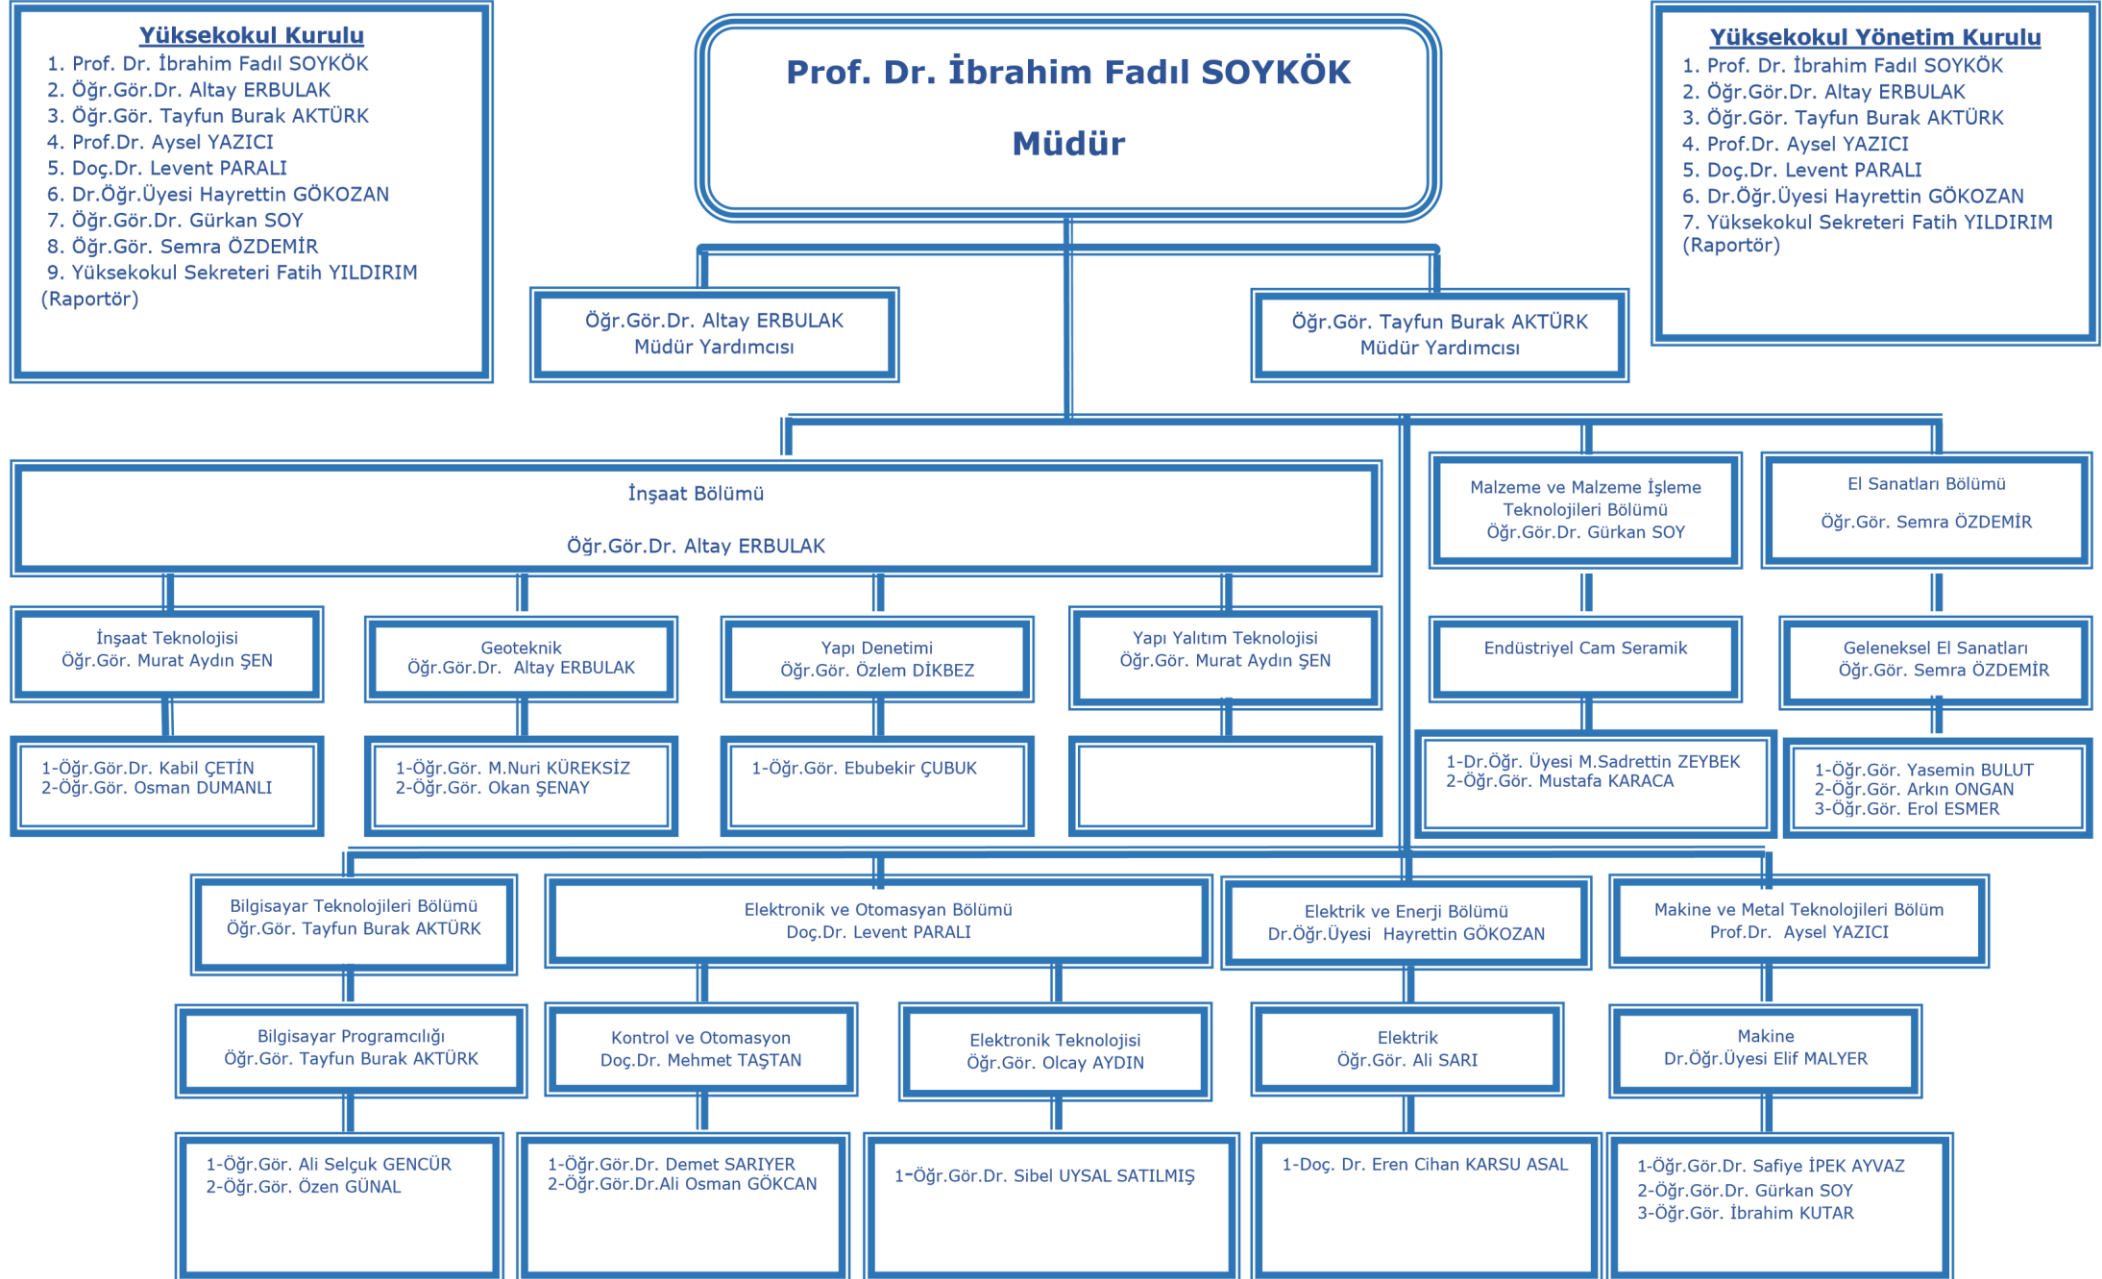 Yüksekokul Kurulu
1. Prof. Dr. İbrahim Fadıl SOYKÖK
2. Öğr.Gör.Dr. Altay ERBULAK
3. Öğr.Gör. Tayfun Burak AKTÜRK
4. Prof.Dr. Aysel YAZICI
5. Doç.Dr. Levent PARALI
6. Dr.Öğr.Üyesi Hayrettin GÖKOZAN
7. Öğr.Gör.Dr. Gürkan SOY
8. Öğr.Gör. Semra ÖZDEMİR
9. Yüksekokul Sekreteri Fatih YILDIRIM
(Raportör)
Prof. Dr. İbrahim Fadıl SOYKÖK
Müdür
Yüksekokul Yönetim Kurulu
1. Prof. Dr. İbrahim Fadıl SOYKÖK
2. Öğr.Gör.Dr. Altay ERBULAK
3. Öğr.Gör. Tayfun Burak AKTÜRK
4. Prof.Dr. Aysel YAZICI
5. Doç.Dr. Levent PARALI
6. Dr.Öğr.Üyesi Hayrettin GÖKOZAN
7. Yüksekokul Sekreteri Fatih YILDIRIM
(Raportör)
Öğr.Gör.Dr. Altay ERBULAK
Müdür Yardımcısı
Öğr.Gör. Tayfun Burak AKTÜRK
Müdür Yardımcısı
İnşaat Bölümü
Öğr.Gör.Dr. Altay ERBULAK
Malzeme ve Malzeme İşleme
Teknolojileri Bölümü
Öğr.Gör.Dr. Gürkan SOY
El Sanatları Bölümü
Öğr.Gör. Semra ÖZDEMİR
İnşaat Teknolojisi
Öğr.Gör. Murat Aydın ŞEN
Geoteknik
Öğr.Gör.Dr. Altay ERBULAK
Yapı Denetimi
Öğr.Gör. Özlem DİKBEZ
Yapı Yalıtım Teknolojisi
Öğr.Gör. Murat Aydın ŞEN
Endüstriyel Cam Seramik
Geleneksel El Sanatları
Öğr.Gör. Semra ÖZDEMİR
1-Öğr.Gör.Dr. Kabil ÇETİN
2-Öğr.Gör. Osman DUMANLI
1-Öğr.Gör. M.Nuri KÜREKSİZ
2-Öğr.Gör. Okan ŞENAY
1-Öğr.Gör. Ebubekir ÇUBUK
1-Dr.Öğr. Üyesi M.Sadrettin ZEYBEK
2-Öğr.Gör. Mustafa KARACA
1-Öğr.Gör. Yasemin BULUT
2-Öğr.Gör. Arkın ONGAN
3-Öğr.Gör. Erol ESMER
Bilgisayar Teknolojileri Bölümü
Öğr.Gör. Tayfun Burak AKTÜRK
Elektronik ve Otomasyan Bölümü
Doç.Dr. Levent PARALI
Elektrik ve Enerji Bölümü
Dr.Öğr.Üyesi Hayrettin GÖKOZAN
Makine ve Metal Teknolojileri Bölüm
Prof.Dr. Aysel YAZICI
Bilgisayar Programcılığı
Öğr.Gör. Tayfun Burak AKTÜRK
Kontrol ve Otomasyon
Doç.Dr. Mehmet TAŞTAN
Elektronik Teknolojisi
Öğr.Gör. Olcay AYDIN
Elektrik
Öğr.Gör. Ali SARI
Makine
Dr.Öğr.Üyesi Elif MALYER
1-Öğr.Gör. Ali Selçuk GENCÜR
2-Öğr.Gör. Özen GÜNAL
1-Öğr.Gör.Dr. Demet SARIYER
2-Öğr.Gör.Dr.Ali Osman GÖKCAN
1-Öğr.Gör.Dr. Sibel UYSAL SATILMIŞ
1-Doç. Dr. Eren Cihan KARSU ASAL
1-Öğr.Gör.Dr. Safiye İPEK AYVAZ
2-Öğr.Gör.Dr. Gürkan SOY
3-Öğr.Gör. İbrahim KUTAR